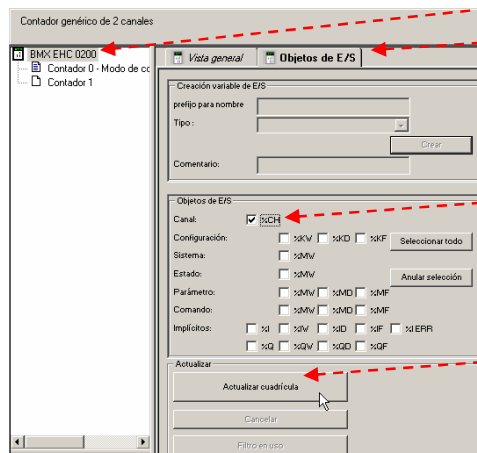 Contador genérico de 2 canales
BMX EHC 0200
Contador 0 - Modo de cc
Contador 1
Vista general
Objetos de E/S
Creación variable de E/S
prefijo para nombre
Tipo :
Crear
Comentario:
Objetos de E/S
Canal: %CH
Configuración: %KW %KD %KF Seleccionar todo
Sistema: %MW
Estado: %MW Anular selección
Parámetro: %MW %MD %MF
Comando: %MW %MD %MF
Implícitos: %I %IW %ID %IF %IERR
%Q %QW %QD %QF
Actualizar
Actualizar cuadrícula
Cancelar
Filtro en uso